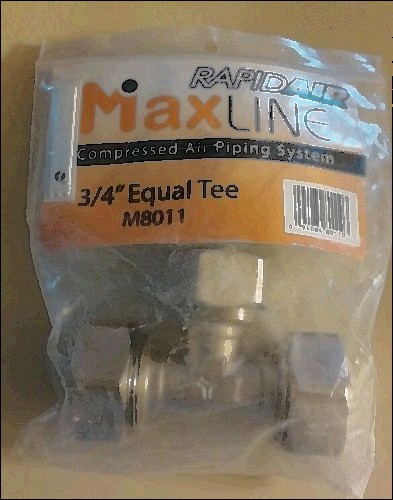 RAPIDAIR
MaxLINE
Compressed Air Piping System
3/4" Equal Tee
M8011